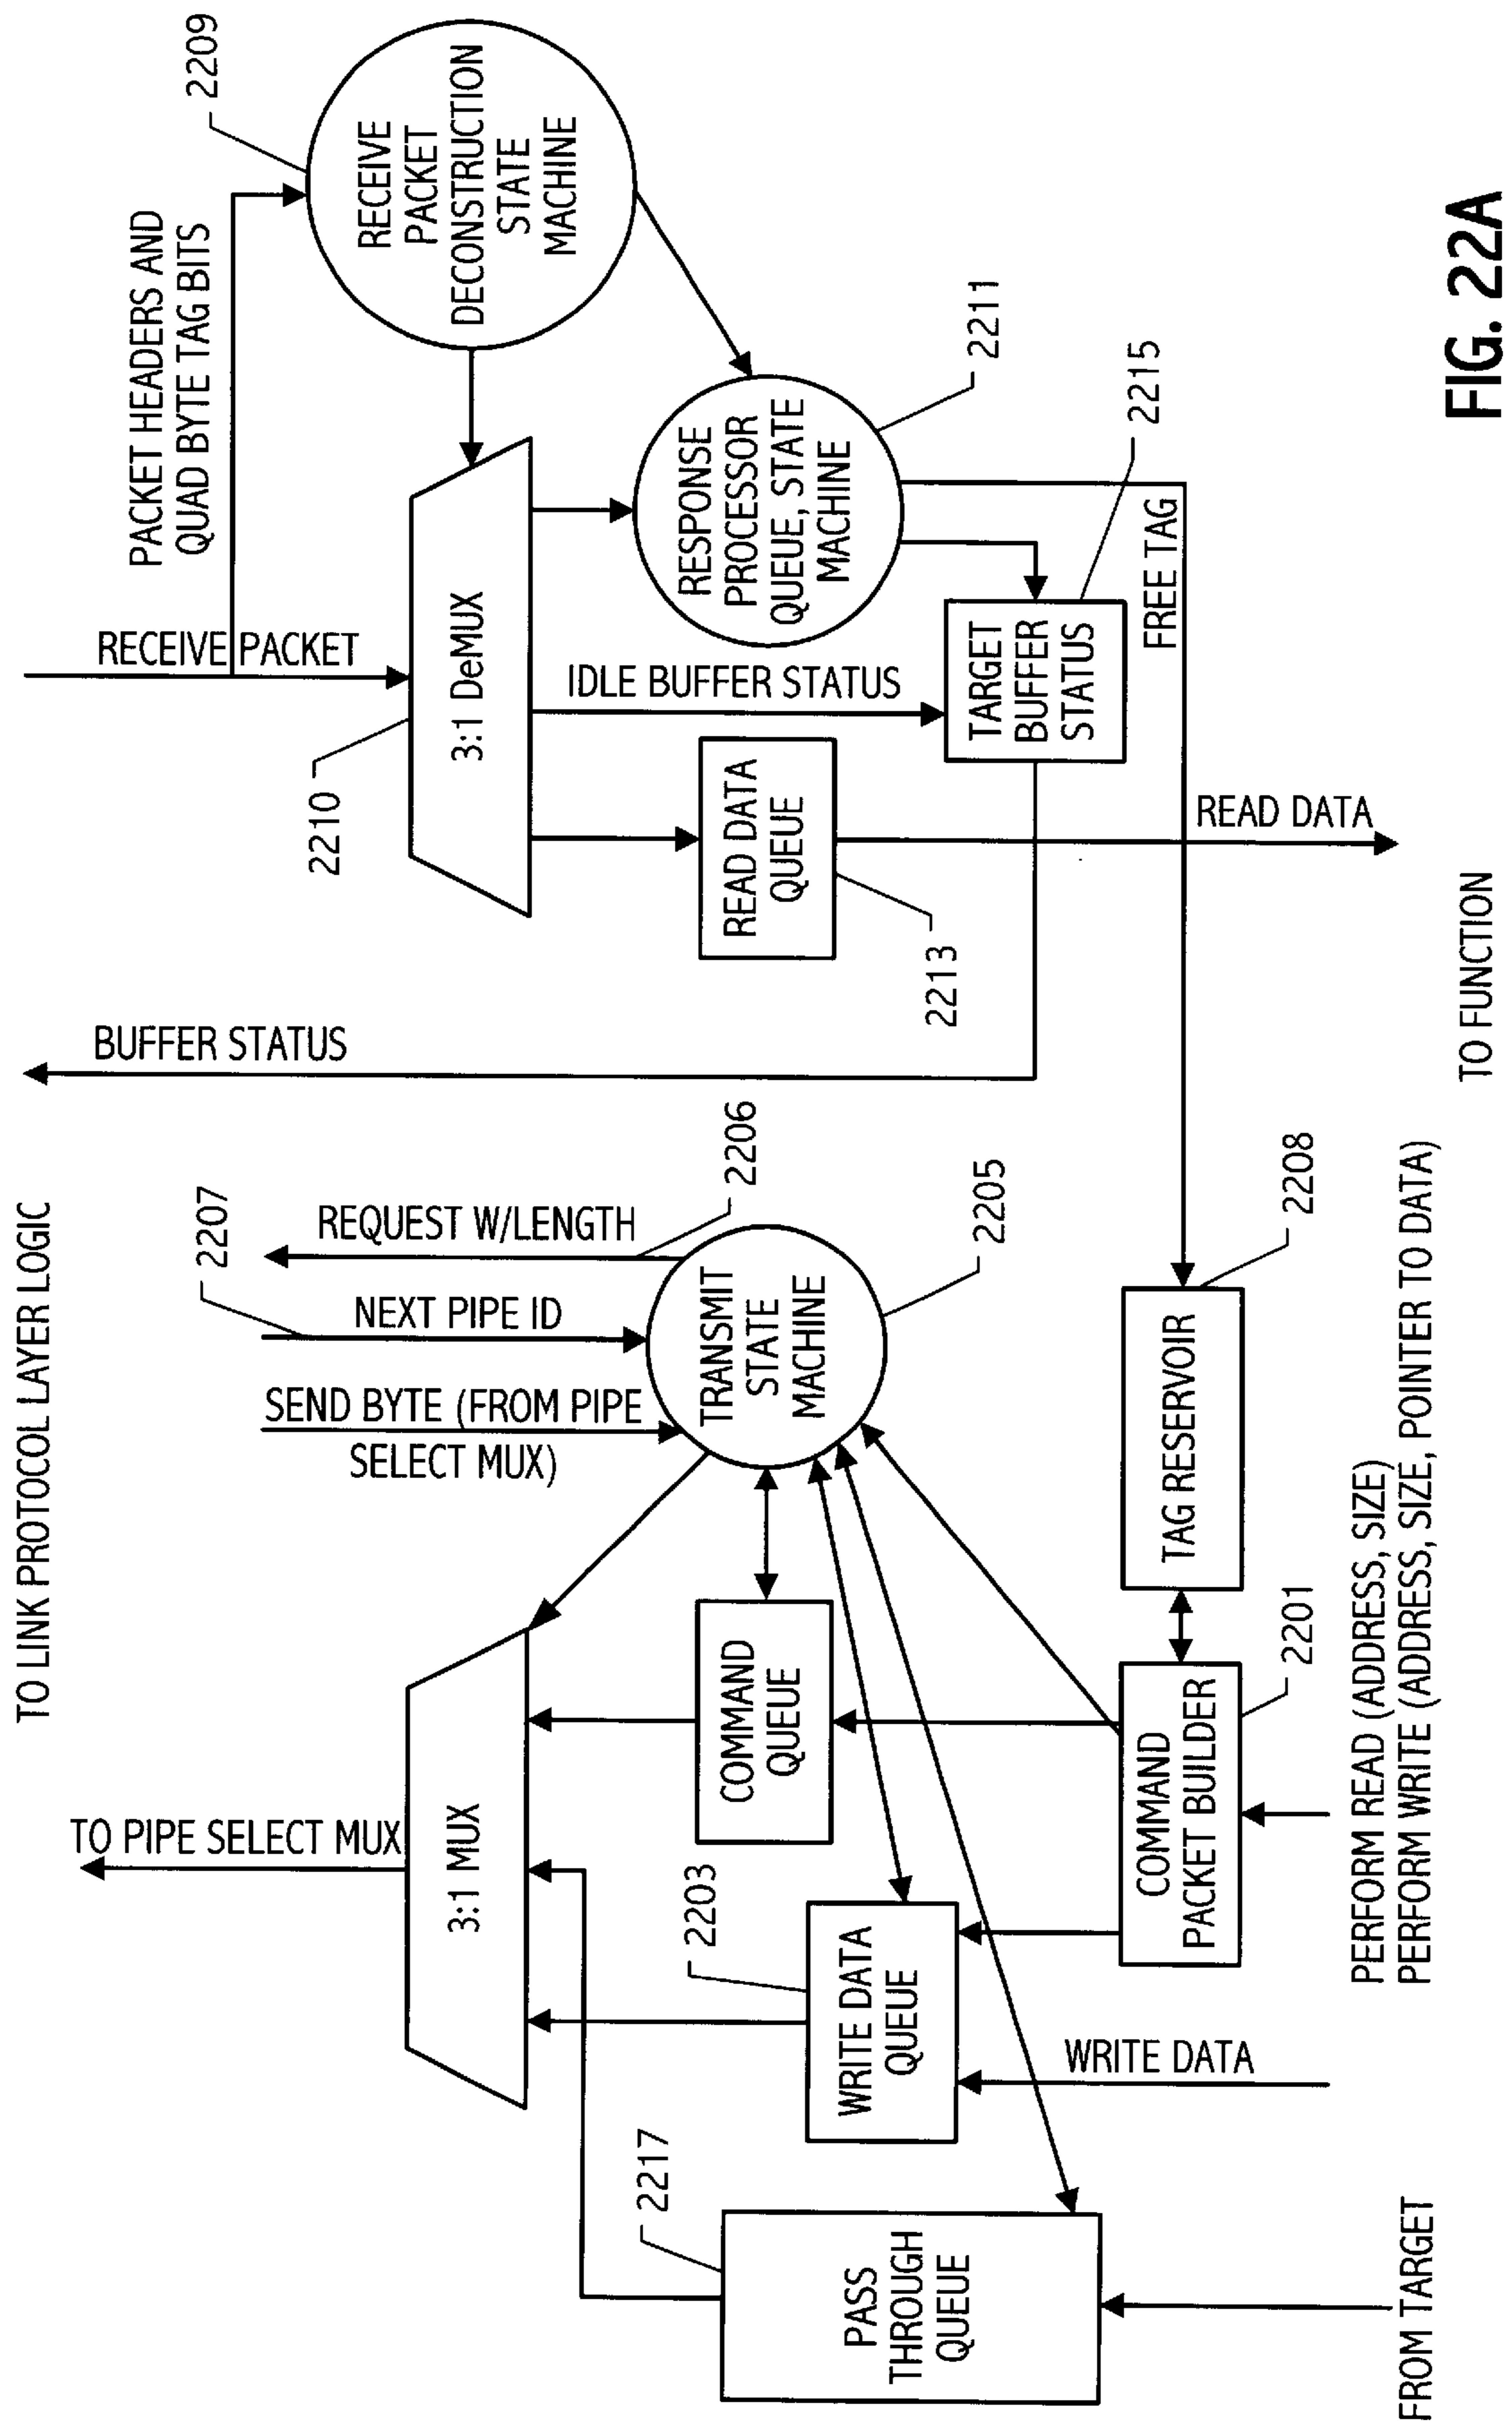 TO LINK PROTOCOL LAYER LOGIC
TO PIPE SELECT MUX
3:1 MUX
2207
REQUEST W/LENGTH
2206
NEXT PIPE ID
SEND BYTE (FROM PIPE
SELECT MUX)
TRANSMIT
STATE
MACHINE
2205
2217
PASS
THROUGH
QUEUE
FROM TARGET
2203
WRITE DATA
QUEUE
WRITE DATA
COMMAND
QUEUE
COMMAND
PACKET BUILDER
2201
TAG RESERVOIR
2208
PERFORM READ (ADDRESS, SIZE)
PERFORM WRITE (ADDRESS, SIZE, POINTER TO DATA)
BUFFER STATUS
RECEIVE PACKET
PACKET HEADERS AND
QUAD BYTE TAG BITS
2209
RECEIVE
PACKET
DECONSTRUCTION
STATE
MACHINE
2210
3:1 DeMUX
IDLE BUFFER STATUS
READ DATA
QUEUE
2213
RESPONSE
PROCESSOR
QUEUE, STATE
MACHINE
2211
TARGET
BUFFER
STATUS
2215
FREE TAG
READ DATA
TO FUNCTION
FIG. 22A